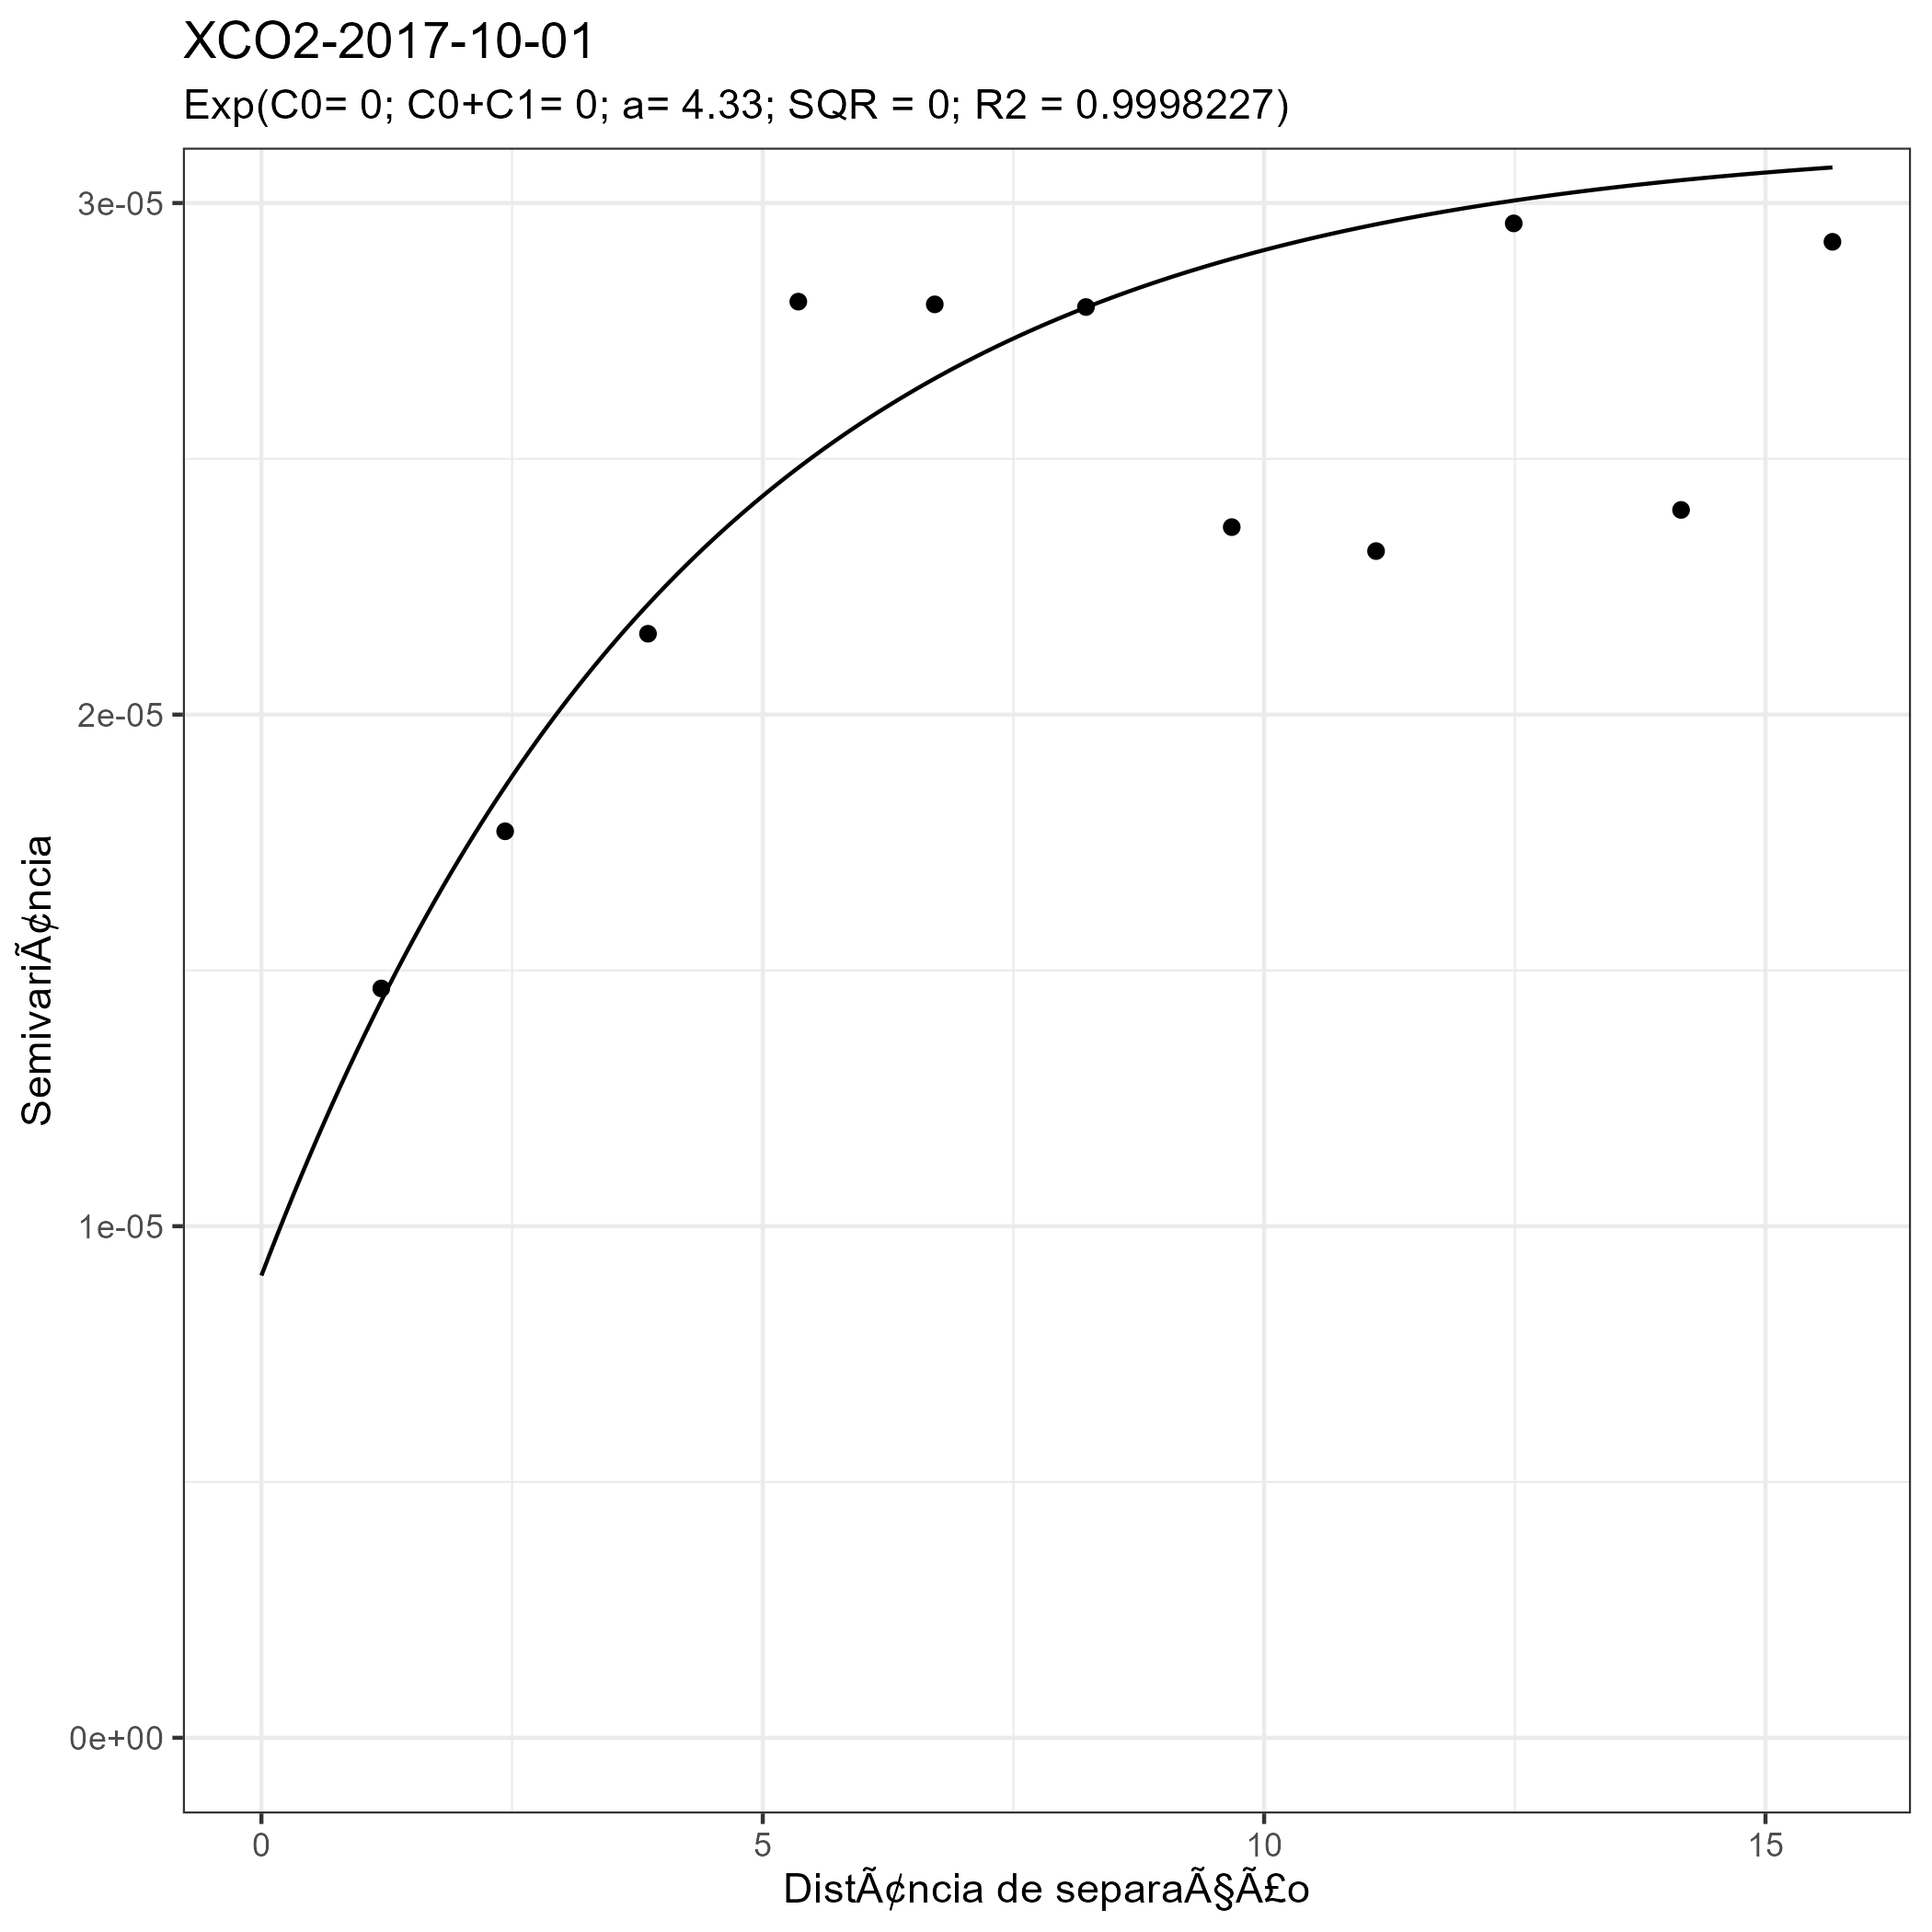 XCO2-2017-10-01
Exp(C0= 0; C0+C1= 0; a= 4.33; SQR = 0; R2 = 0.9998227)
3e-05
2e-05
1e-05
0e+00
SemivariÃ¢ncia
0 5 10 15
DistÃ¢ncia de separaÃ§Ã£o